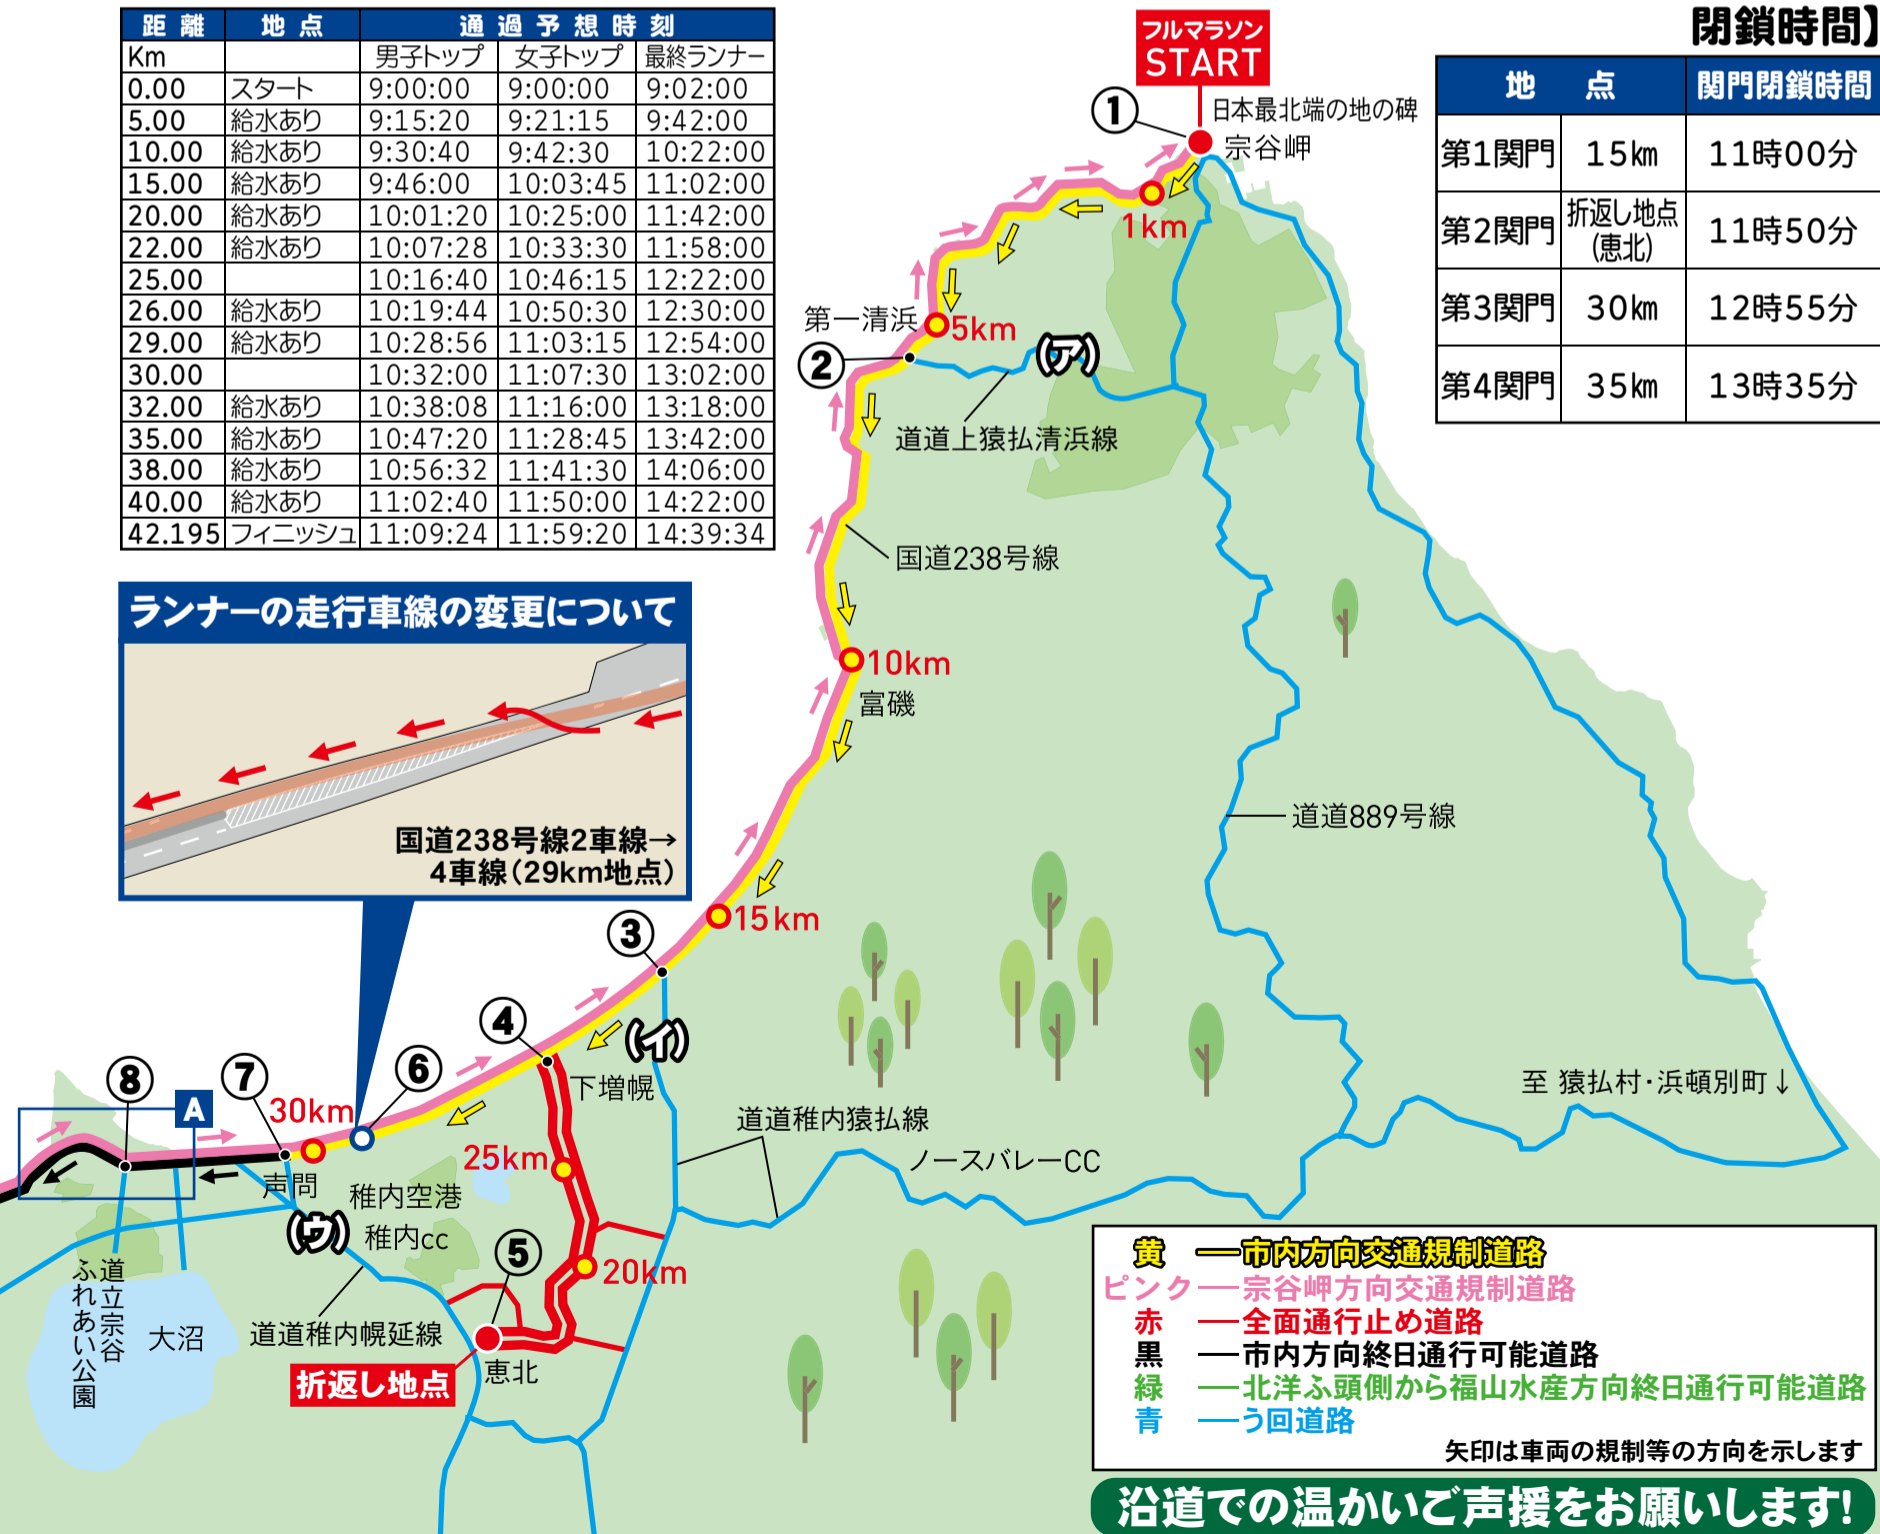 距離 地点 通過予想時刻
Km 男子トップ 女子トップ 最終ランナー
0.00 スタート 9:00:00 9:00:00 9:02:00
5.00 給水あり 9:15:20 9:21:15 9:42:00
10.00 給水あり 9:30:40 9:42:30 10:22:00
15.00 給水あり 9:46:00 10:03:45 11:02:00
20.00 給水あり 10:01:20 10:25:00 11:42:00
22.00 給水あり 10:07:28 10:33:30 11:58:00
25.00 10:16:40 10:46:15 12:22:00
26.00 給水あり 10:19:44 10:50:30 12:30:00
29.00 給水あり 10:28:56 11:03:15 12:54:00
30.00 10:32:00 11:07:30 13:02:00
32.00 給水あり 10:38:08 11:16:00 13:18:00
35.00 給水あり 10:47:20 11:28:45 13:42:00
38.00 給水あり 10:56:32 11:41:30 14:06:00
40.00 給水あり 11:02:40 11:50:00 14:22:00
42.195 フィニッシュ 11:09:24 11:59:20 14:39:34
閉鎖時間】
地点 関門閉鎖時間
第1関門 15km 11時00分
第2関門 折返し地点
(恵北) 11時50分
第3関門 30km 12時55分
第4関門 35km 13時35分
フルマラソン
START
①
日本最北端の地の碑
宗谷岬
1km
第一清浜
5km
②
(ア)
道道上猿払清浜線
国道238号線
10km
富磯
道道889号線
15km
ランナーの走行車線の変更について
国道238号線2車線→
4車線(29km地点)
③
④
(イ)
下増幌
⑥
⑦
⑧
A
30km
声問
稚内空港
稚内cc
(ウ)
25km
⑤
20km
道道稚内猿払線
ノースバレーCC
至 猿払村・浜頓別町↓
道立宗谷
ふれあい公園
大沼
道道稚内幌延線
折返し地点
恵北
黄 ― 市内方向交通規制道路
ピンク ― 宗谷岬方向交通規制道路
赤 ― 全面通行止め道路
黒 ― 市内方向終日通行可能道路
緑 ― 北洋ふ頭側から福山水産方向終日通行可能道路
青 ― う回道路
矢印は車両の規制等の方向を示します
沿道での温かいご声援をお願いします!